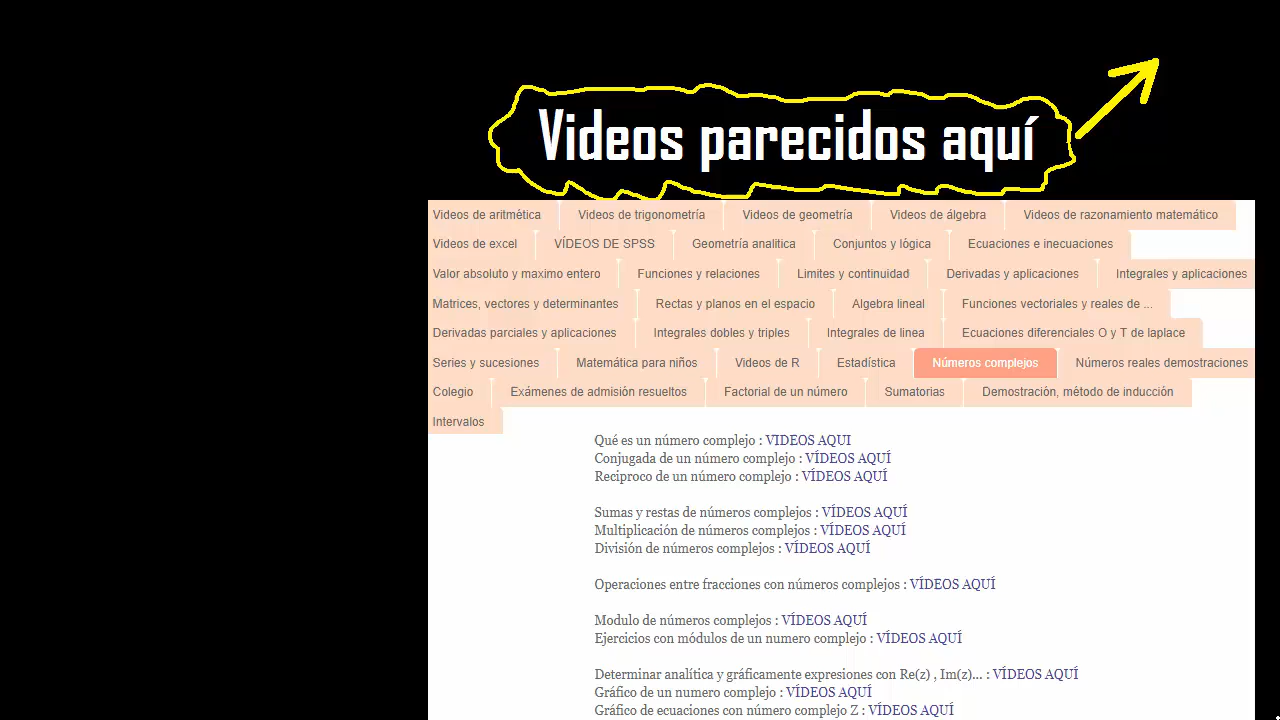 Videos parecidos aquí
Videos de aritmética Videos de trigonometría Videos de geometría Videos de álgebra Videos de razonamiento matemático
Videos de excel VÍDEOS DE SPSS Geometría analitica Conjuntos y lógica Ecuaciones e inecuaciones
Valor absoluto y maximo entero Funciones y relaciones Limites y continuidad Derivadas y aplicaciones Integrales y aplicaciones
Matrices, vectores y determinantes Rectas y planos en el espacio Algebra lineal Funciones vectoriales y reales de ...
Derivadas parciales y aplicaciones Integrales dobles y triples Integrales de linea Ecuaciones diferenciales O y T de laplace
Series y sucesiones Matemática para niños Videos de R Estadística Números complejos Números reales demostraciones
Colegio Exámenes de admisión resueltos Factorial de un número Sumatorias Demostración, método de inducción
Intervalos
Qué es un número complejo : VIDEOS AQUI
Conjugada de un número complejo : VÍDEOS AQUÍ
Reciproco de un número complejo : VÍDEOS AQUÍ
Sumas y restas de números complejos : VÍDEOS AQUÍ
Multiplicación de números complejos : VÍDEOS AQUÍ
División de números complejos : VÍDEOS AQUÍ
Operaciones entre fracciones con números complejos : VÍDEOS AQUÍ
Modulo de números complejos : VÍDEOS AQUÍ
Ejercicios con módulos de un numero complejo : VÍDEOS AQUÍ
Determinar analítica y gráficamente expresiones con Re(z) , Im(z)... : VÍDEOS AQUÍ
Gráfico de un numero complejo : VÍDEOS AQUÍ
Gráfico de ecuaciones con número complejo Z : VÍDEOS AQUÍ